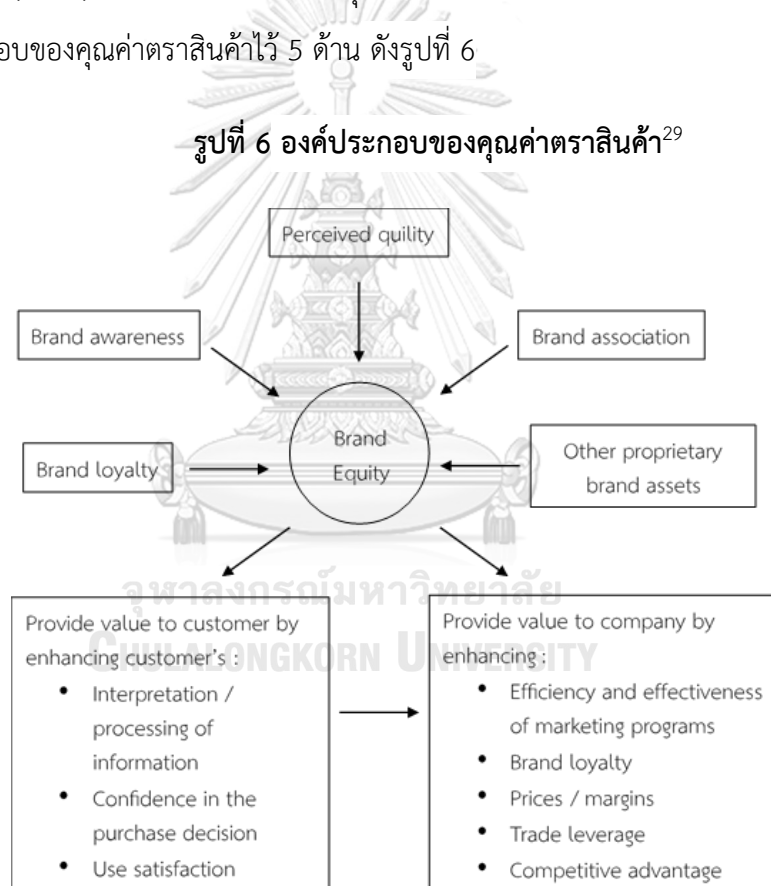 อบของคุณค่าตราสินค้าไว้ 5 ด้าน ดังรูปที่ 6
รูปที่ 6 องค์ประกอบของคุณค่าตราสินค้า29
Perceived quility
Brand awareness
Brand association
Brand
Equity
Brand loyalty
Other proprietary
brand assets
จุฬาลงกรณ์มหาวิทยาลัย
CHULALONGKORN UNIVERSITY
Provide value to customer by
enhancing customer's :
• Interpretation /
processing of
information
• Confidence in the
purchase decision
• Use satisfaction
Provide value to company by
enhancing :
• Efficiency and effectiveness
of marketing programs
• Brand loyalty
• Prices / margins
• Trade leverage
• Competitive advantage